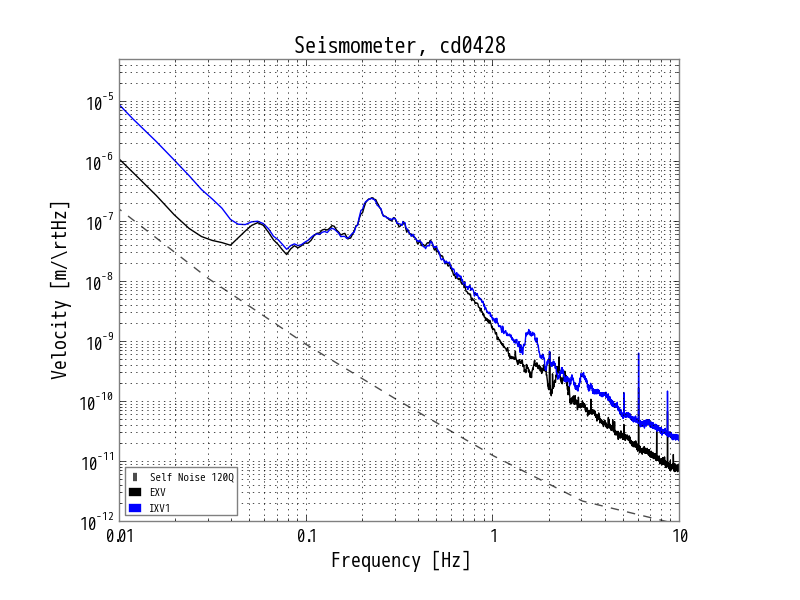 Seismometer, cd0428
Velocity [m/\rtHz]
10^-5
10^-6
10^-7
10^-8
10^-9
10^-10
10^-11
10^-12
Self Noise 120Q
EXV
IXV1
0.01 0.1 1 10
Frequency [Hz]